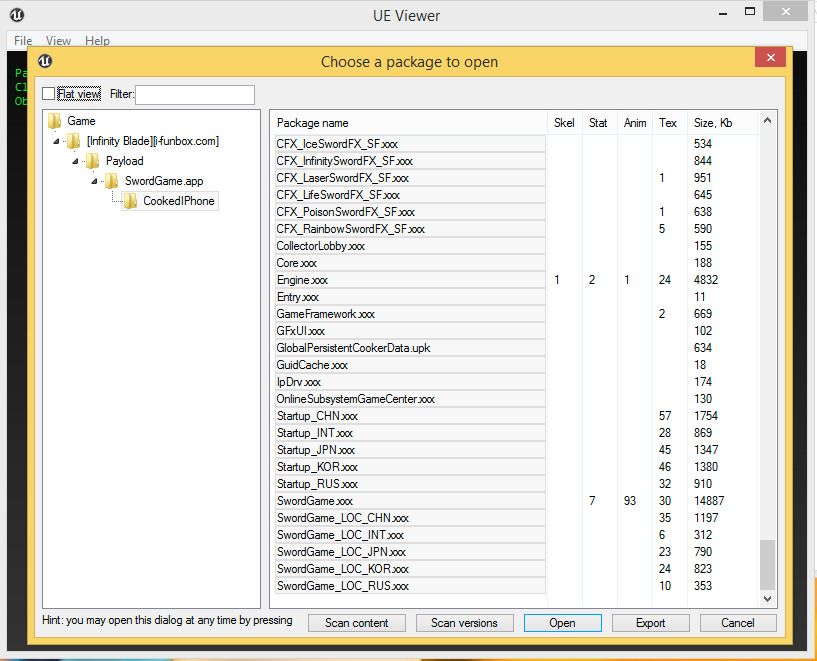 UE Viewer
File View Help
Pa
Cl
Ob
Choose a package to open
Flat view Filter:
Game
[Infinity Blade][i-funbox.com]
Payload
SwordGame.app
CookedIPhone
Package name Skel Stat Anim Tex Size, Kb
CFX_IceSwordFX_SF.xxx 534
CFX_InfinitySwordFX_SF.xxx 844
CFX_LaserSwordFX_SF.xxx 1 951
CFX_LifeSwordFX_SF.xxx 645
CFX_PoisonSwordFX_SF.xxx 1 638
CFX_RainbowSwordFX_SF.xxx 5 590
CollectorLobby.xxx 155
Core.xxx 188
Engine.xxx 1 2 1 24 4832
Entry.xxx 11
GameFramework.xxx 2 669
GFxUI.xxx 102
GlobalPersistentCookerData.upk 634
GuidCache.xxx 18
IpDrv.xxx 174
OnlineSubsystemGameCenter.xxx 130
Startup_CHN.xxx 57 1754
Startup_INT.xxx 28 869
Startup_JPN.xxx 45 1347
Startup_KOR.xxx 46 1380
Startup_RUS.xxx 32 910
SwordGame.xxx 7 93 30 14887
SwordGame_LOC_CHN.xxx 35 1197
SwordGame_LOC_INT.xxx 6 312
SwordGame_LOC_JPN.xxx 23 790
SwordGame_LOC_KOR.xxx 24 823
SwordGame_LOC_RUS.xxx 10 353
Hint: you may open this dialog at any time by pressing
Scan content Scan versions Open Export Cancel